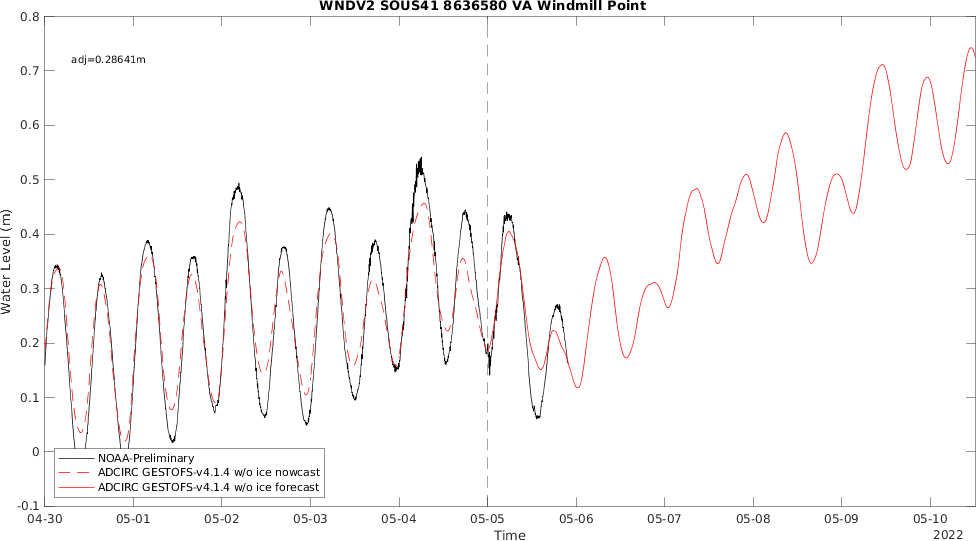 WNDV2 SOUS41 8636580 VA Windmill Point
0.8
adj=0.28641m
0.7
0.6
0.5
0.4
0.3
0.2
0.1
0
-0.1
Water Level (m)
NOAA-Preliminary
ADCIRC GESTOFS-v4.1.4 w/o ice nowcast
ADCIRC GESTOFS-v4.1.4 w/o ice forecast
04-30 05-01 05-02 05-03 05-04 05-05 05-06 05-07 05-08 05-09 05-10
Time
2022